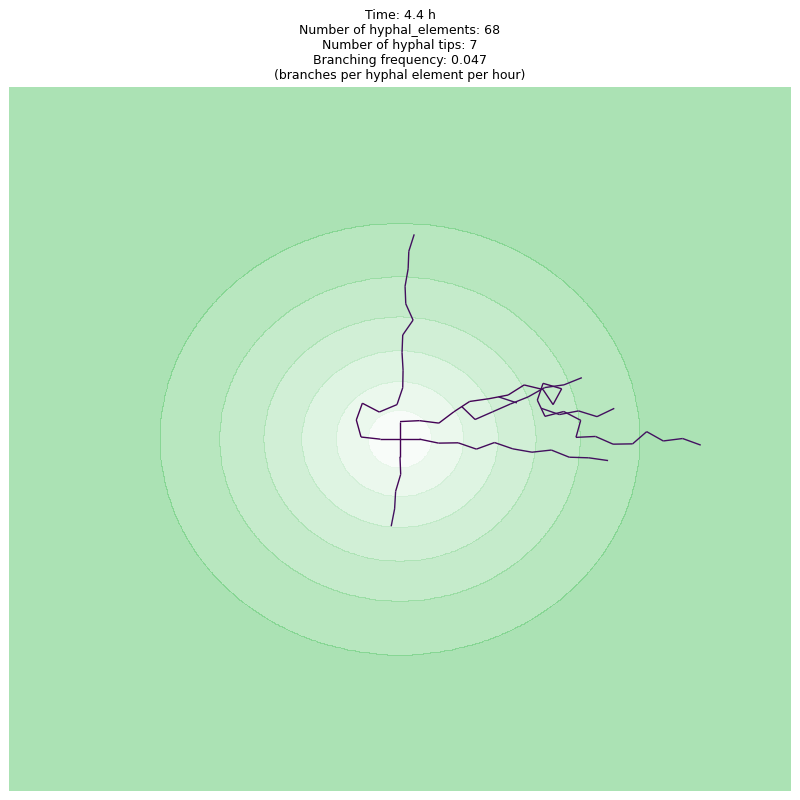 Time: 4.4 h
Number of hyphal_elements: 68
Number of hyphal tips: 7
Branching frequency: 0.047
(branches per hyphal element per hour)